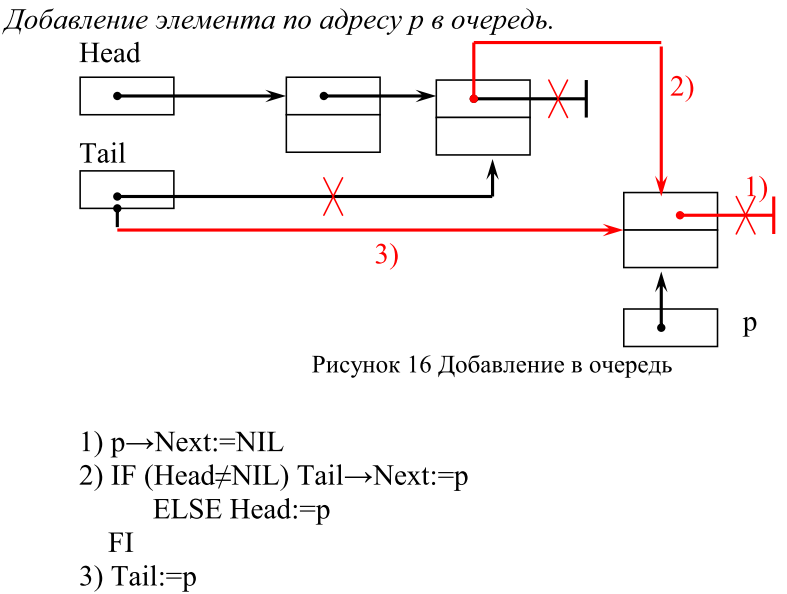 Добавление элемента по адресу p в очередь.
Head
2)
Tail
1)
3)
p
Рисунок 16 Добавление в очередь
1) p→Next:=NIL
2) IF (Head≠NIL) Tail→Next:=p
ELSE Head:=p
FI
3) Tail:=p